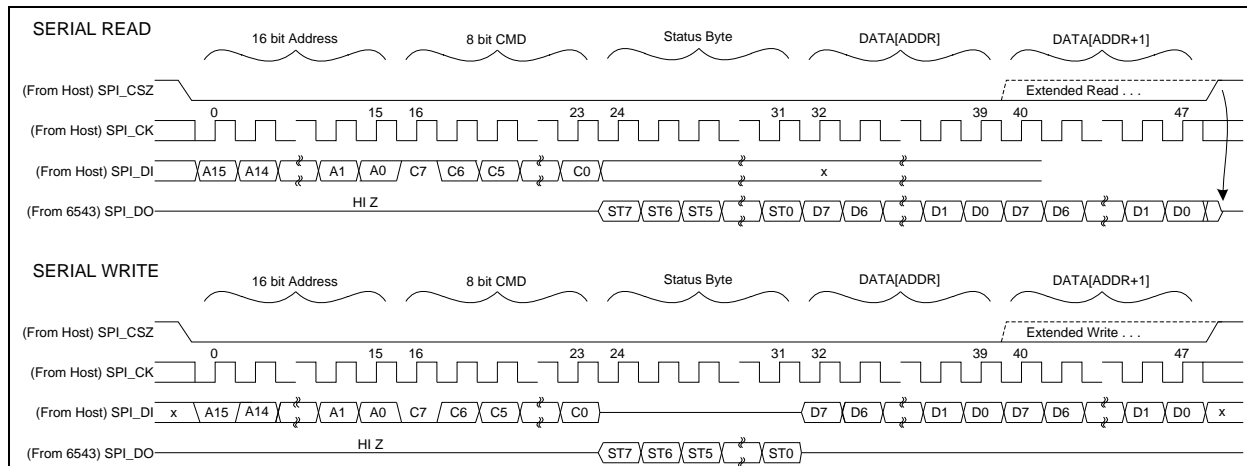 SERIAL READ
16 bit Address 8 bit CMD Status Byte DATA[ADDR] DATA[ADDR+1]
(From Host) SPI_CSZ Extended Read . . .
0 15 16 23 24 31 32 39 40 47
(From Host) SPI_CK
(From Host) SPI_DI A15 A14 A1 A0 C7 C6 C5 C0 x
(From 6543) SPI_DO HI Z ST7 ST6 ST5 ST0 D7 D6 D1 D0 D7 D6 D1 D0
SERIAL WRITE
16 bit Address 8 bit CMD Status Byte DATA[ADDR] DATA[ADDR+1]
(From Host) SPI_CSZ Extended Write . . .
0 15 16 23 24 31 32 39 40 47
(From Host) SPI_CK
(From Host) SPI_DI x A15 A14 A1 A0 C7 C6 C5 C0 D7 D6 D1 D0 D7 D6 D1 D0 x
(From 6543) SPI_DO HI Z ST7 ST6 ST5 ST0